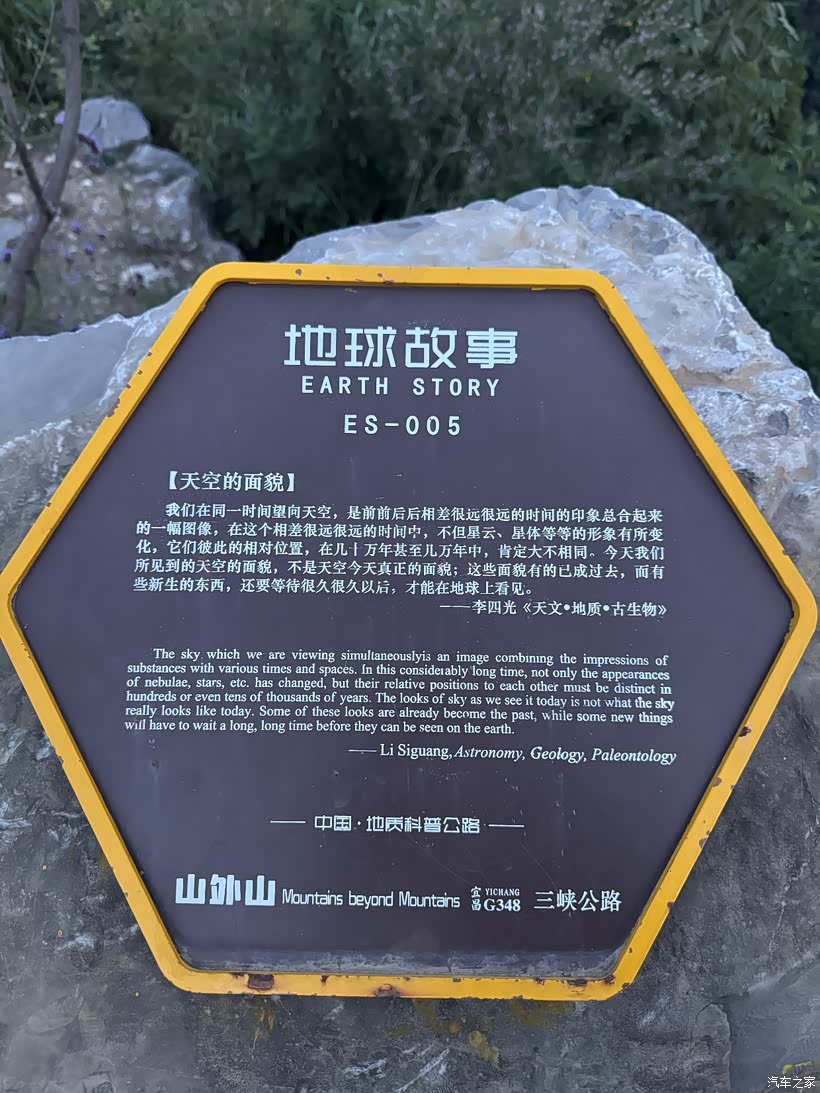 地球故事
EARTH STORY
ES-005
【天空的面貌】
我们在同一时间望向天空，是前前后后相差很远很远的时间的印象总合起来
的一幅图像，在这个相差很远很远的时间中，不但星云、星体等等的形象有所变
化，它们彼此的相对位置，在几十万年甚至几万年中，肯定大不相同。今天我们
所见到的天空的面貌，不是天空今天真正的面貌；这些面貌有的已成过去，而有
些新生的东西，还要等待很久很久以后，才能在地球上看见。
——李四光《天文•地质•古生物》
The sky which we are viewing simultaneouslyis an image combining the impressions of
substances with various times and spaces. In this considerably long time, not only the appearances
of nebulae, stars, etc. has changed, but their relative positions to each other must be distinct in
hundreds or even tens of thousands of years. The looks of sky as we see it today is not what the sky
really looks like today. Some of these looks are already become the past, while some new things
will have to wait a long, long time before they can be seen on the earth.
——Li Siguang, Astronomy, Geology, Paleontology
—— 中国·地质科普公路 ——
山外山 Mountains beyond Mountains 宜昌 YICHANG G348 三峡公路
汽车之家